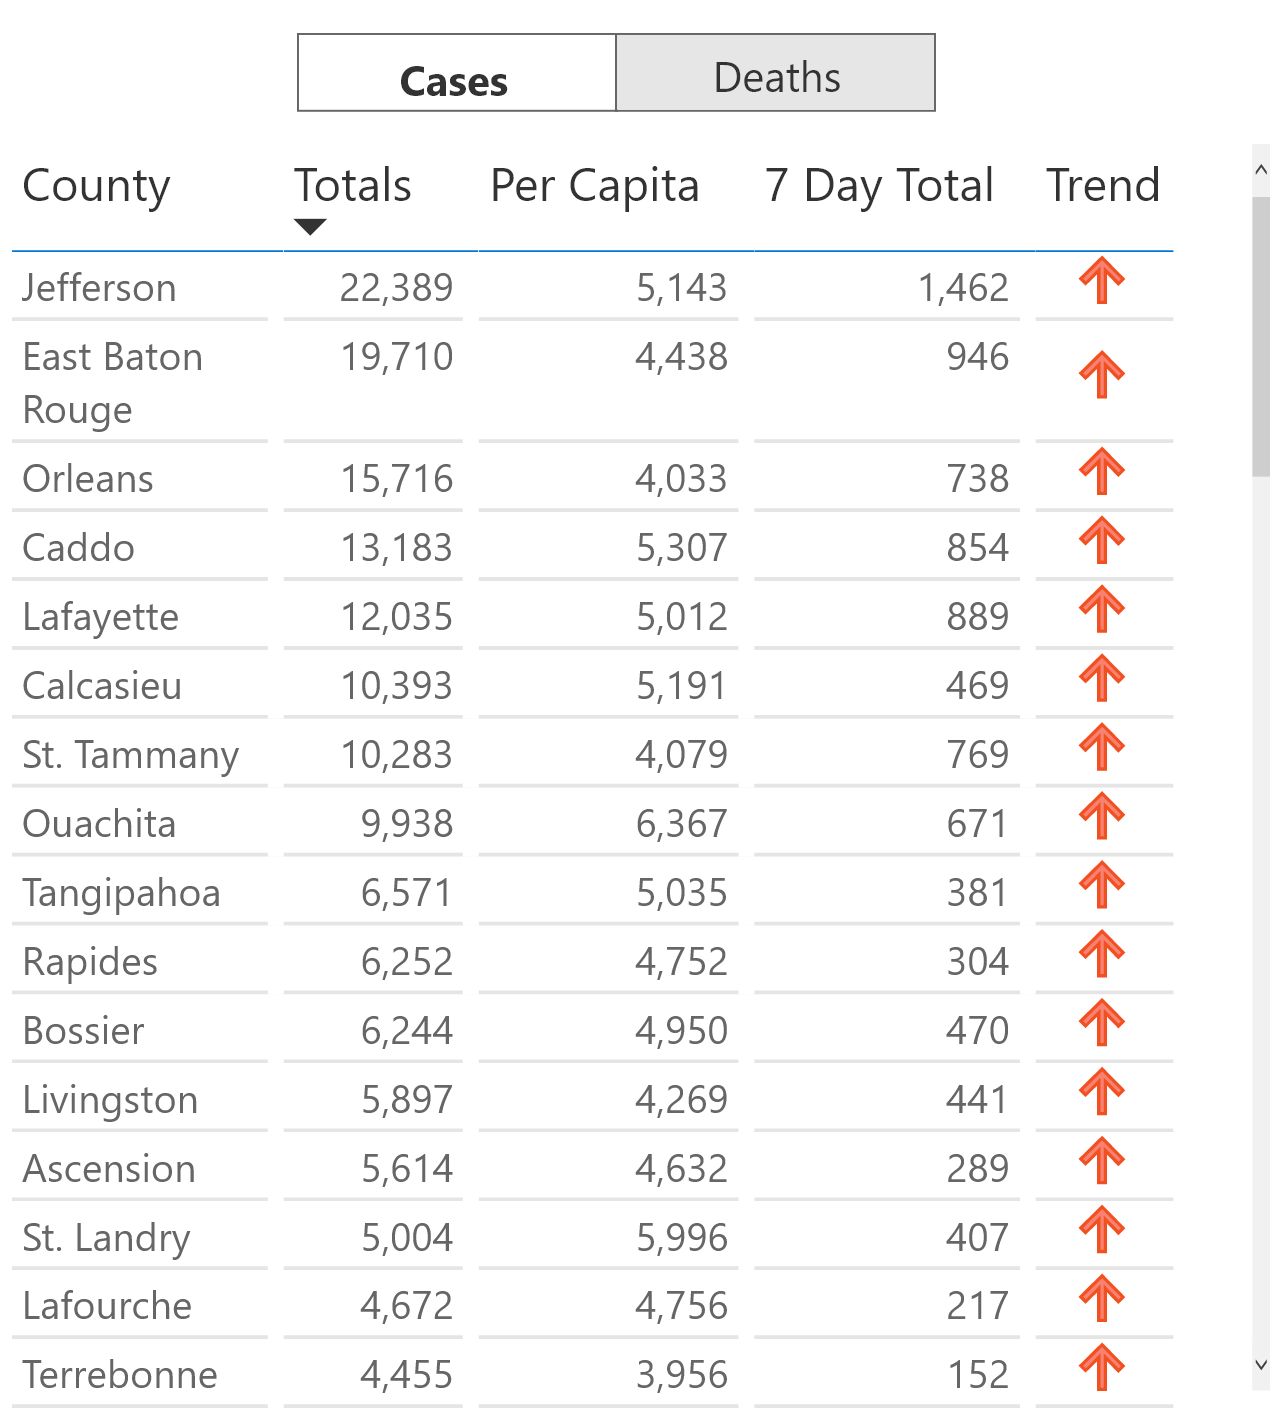 Cases Deaths
County Totals Per Capita 7 Day Total Trend
Jefferson 22,389 5,143 1,462
East Baton 19,710 4,438 946
Rouge
Orleans 15,716 4,033 738
Caddo 13,183 5,307 854
Lafayette 12,035 5,012 889
Calcasieu 10,393 5,191 469
St. Tammany 10,283 4,079 769
Ouachita 9,938 6,367 671
Tangipahoa 6,571 5,035 381
Rapides 6,252 4,752 304
Bossier 6,244 4,950 470
Livingston 5,897 4,269 441
Ascension 5,614 4,632 289
St. Landry 5,004 5,996 407
Lafourche 4,672 4,756 217
Terrebonne 4,455 3,956 152